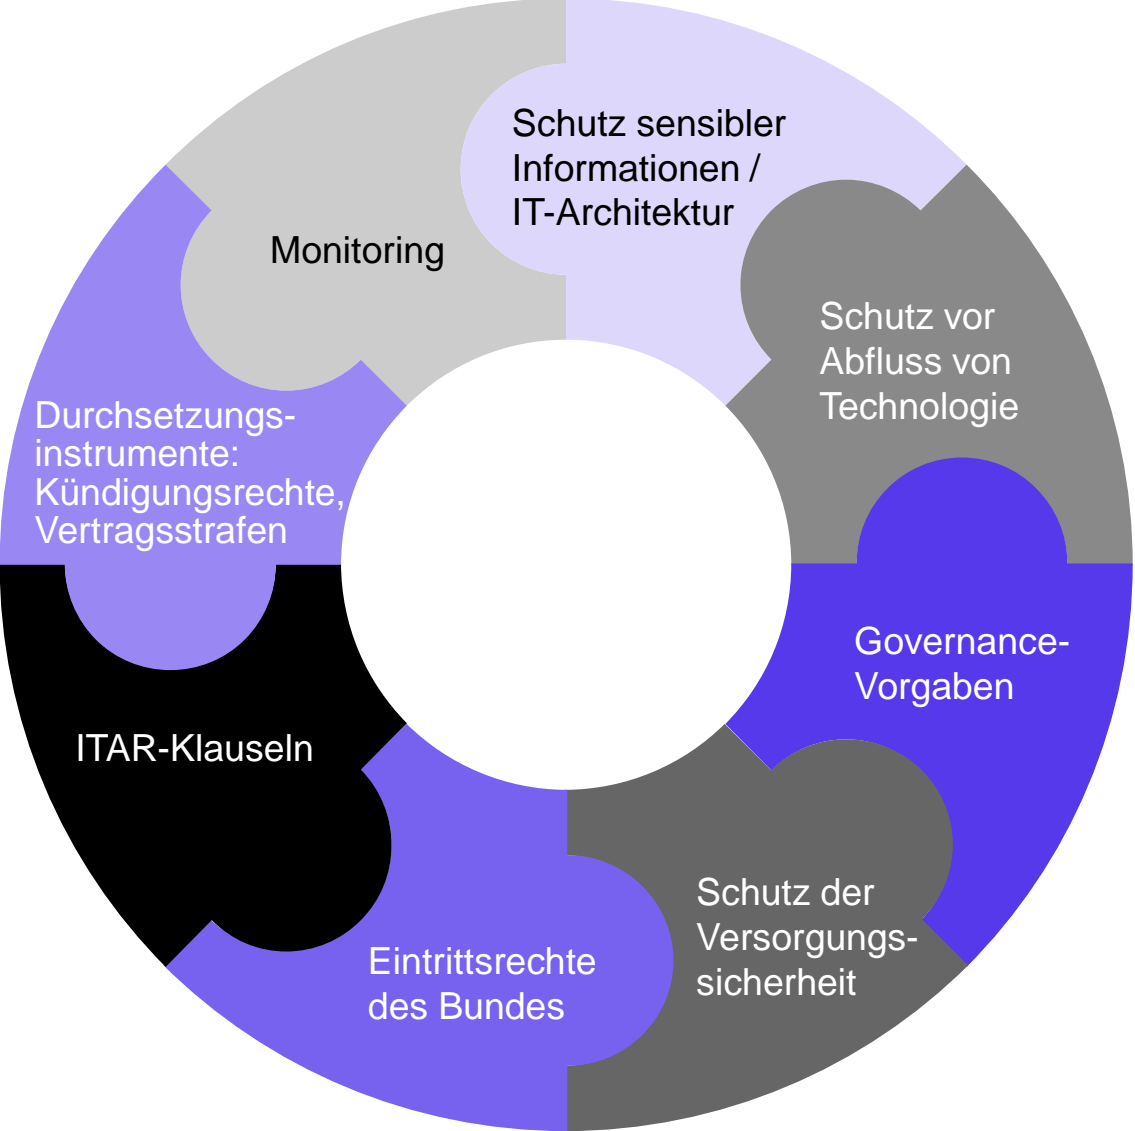 Schutz sensibler
Informationen /
IT-Architektur
Schutz vor
Abfluss von
Technologie
Governance-
Vorgaben
Schutz der
Versorgungs-
sicherheit
Eintrittsrechte
des Bundes
ITAR-Klauseln
Durchsetzungs-
instrumente:
Kündigungsrechte,
Vertragsstrafen
Monitoring